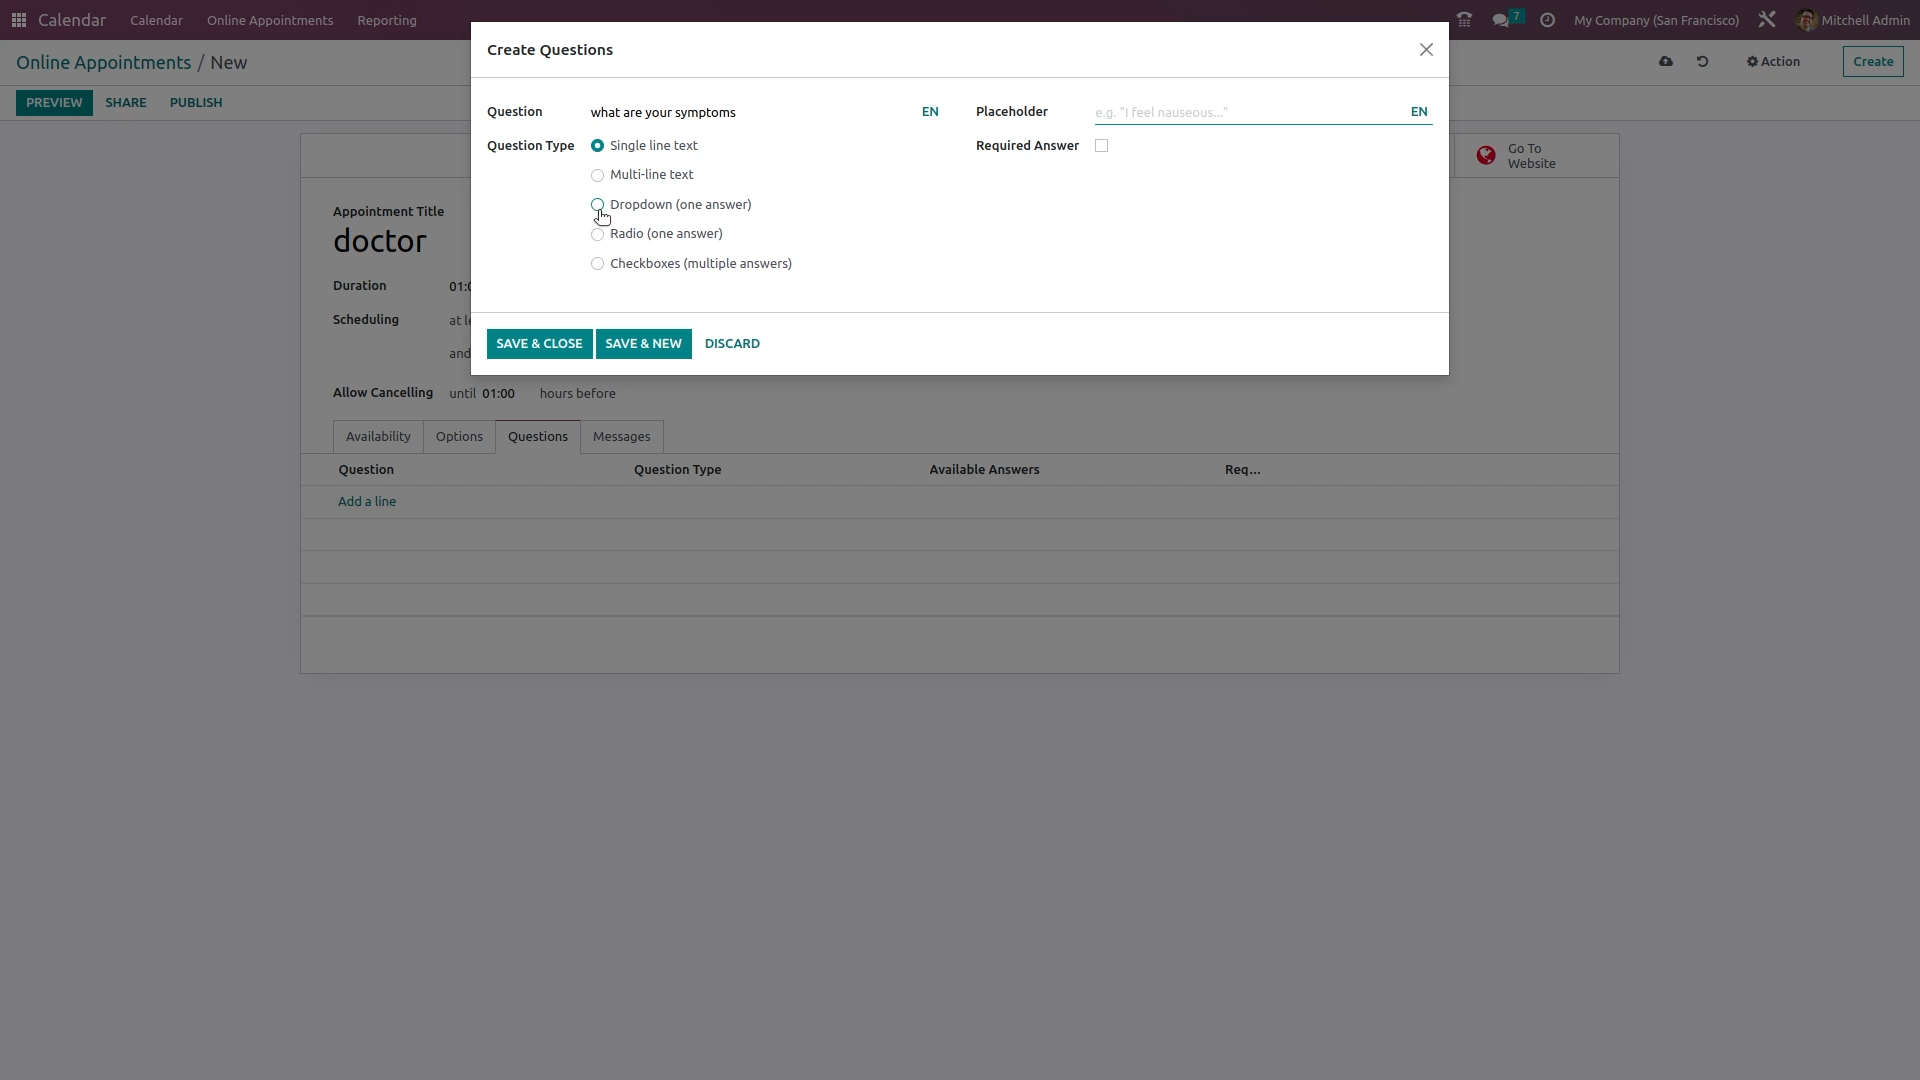 Calendar Calendar Online Appointments Reporting 7 My Company (San Francisco) Mitchell Admin
Online Appointments / New Action Create
PREVIEW SHARE PUBLISH
Create Questions
Question what are your symptoms EN Placeholder e.g. "I feel nauseous..." EN
Question Type Single line text Required Answer
Multi-line text
Dropdown (one answer)
Radio (one answer)
Checkboxes (multiple answers)
SAVE & CLOSE SAVE & NEW DISCARD
Go To
Website
Appointment Title
doctor
Duration
Scheduling
and
Allow Cancelling until 01:00 hours before
Availability Options Questions Messages
Question Question Type Available Answers Req...
Add a line